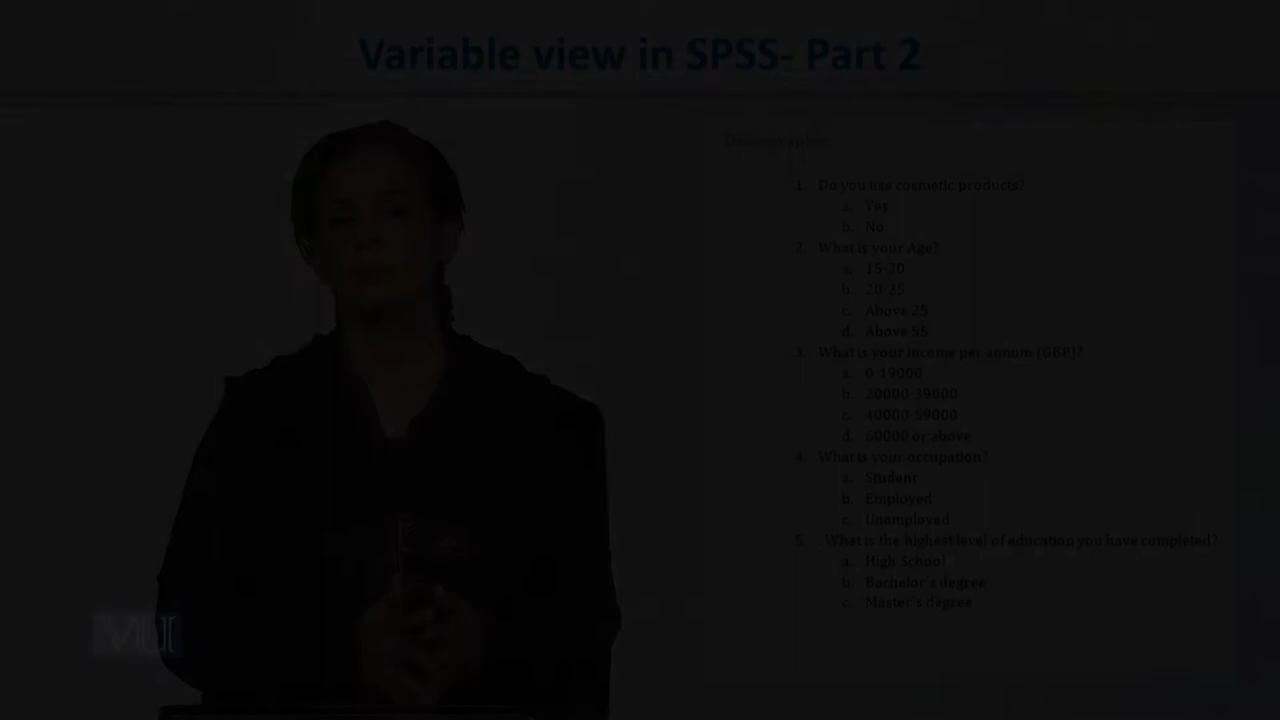 Variable view in SPSS- Part 2
Demographic
1. Do you use cosmetic products?
a. Yes
b. No
2. What is your Age?
a. 15-20
b. 20-35
c. Above 25
d. Above 55
3. What is your income per annum (GBP)?
a. 0-19000
b. 20000-39000
c. 40000-59000
d. 60000 or above
4. What is your occupation?
a. Student
b. Employed
c. Unemployed
5. What is the highest level of education you have completed?
a. High School
b. Bachelor's degree
c. Master's degree